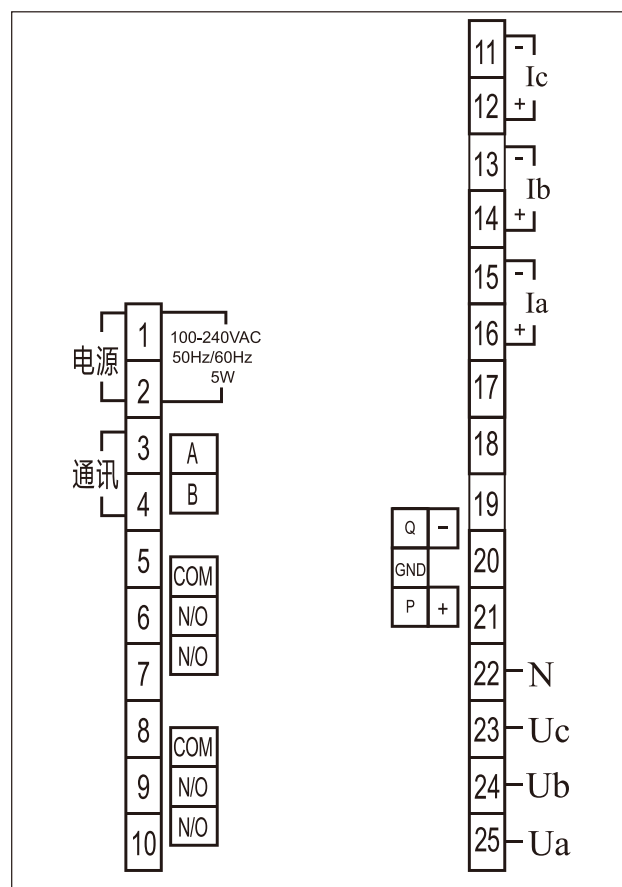 11 - Ic
12 +
13 - Ib
14 +
15 - Ia
16 +
17
18
19
20
21
22 N
23 Uc
24 Ub
25 Ua
Q -
GND
P +
电源
1 100-240VAC
50Hz/60Hz
2 5W
通讯
3 A
4 B
5 COM
6 N/O
7 N/O
8 COM
9 N/O
10 N/O